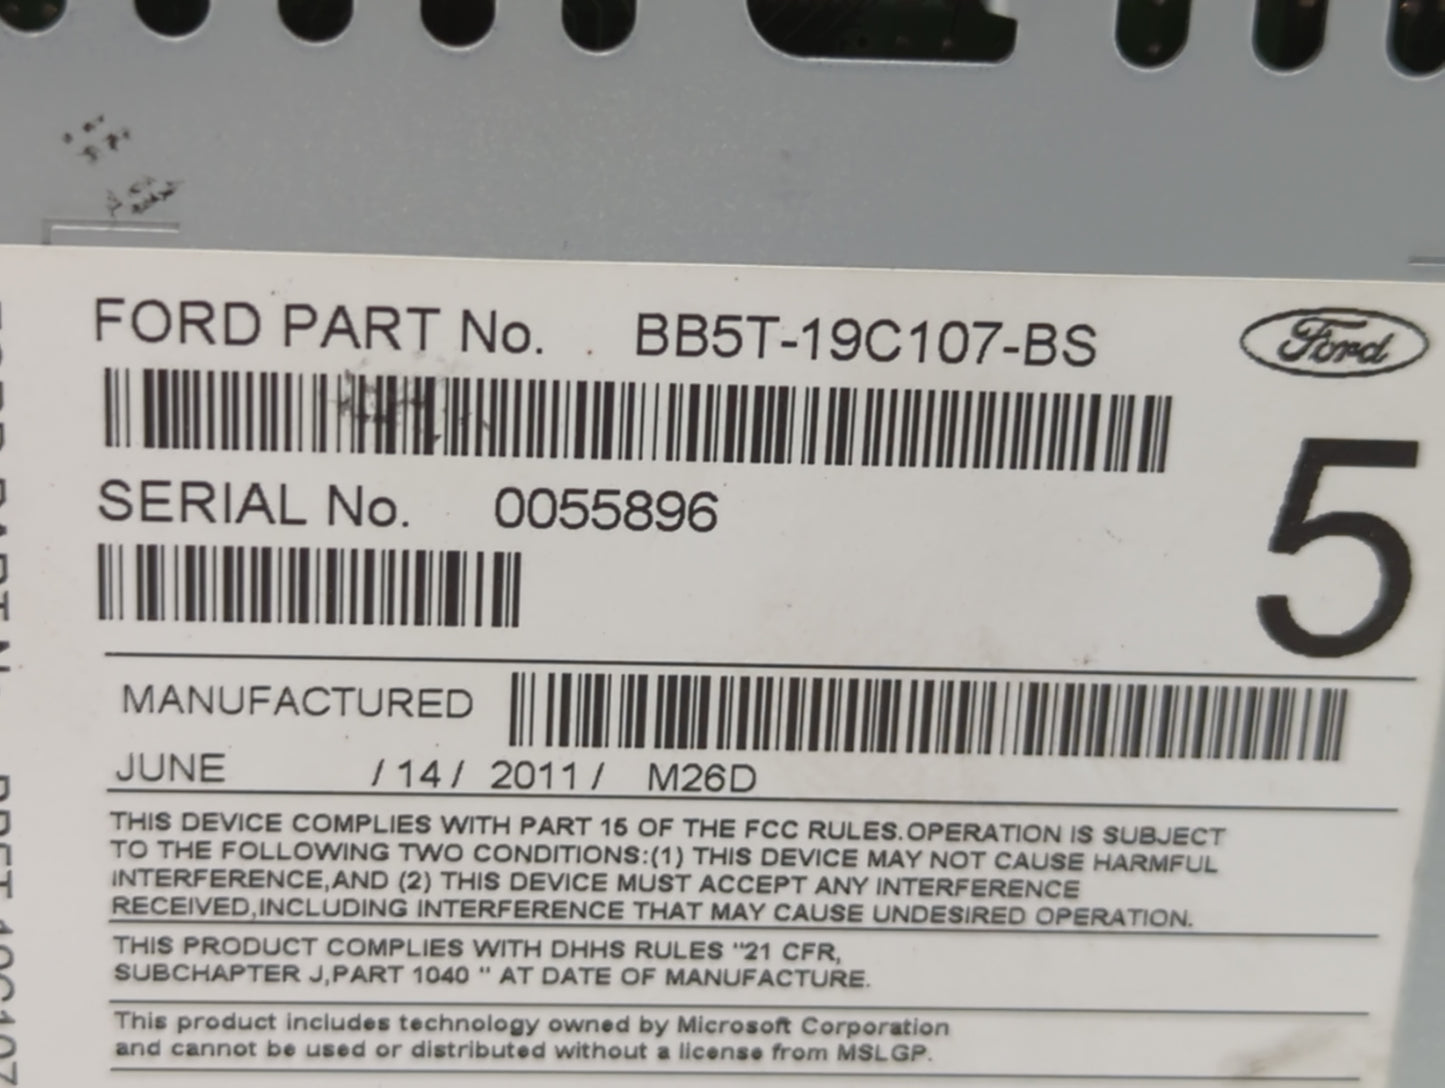 FORD PART No. BB5T-19C107-BS
Ford
SERIAL No. 0055896
5
MANUFACTURED
JUNE /14/ 2011/ M26D
THIS DEVICE COMPLIES WITH PART 15 OF THE FCC RULES.OPERATION IS SUBJECT
TO THE FOLLOWING TWO CONDITIONS:(1) THIS DEVICE MAY NOT CAUSE HARMFUL
INTERFERENCE,AND (2) THIS DEVICE MUST ACCEPT ANY INTERFERENCE
RECEIVED,INCLUDING INTERFERENCE THAT MAY CAUSE UNDESIRED OPERATION.
THIS PRODUCT COMPLIES WITH DHHS RULES "21 CFR,
SUBCHAPTER J,PART 1040 " AT DATE OF MANUFACTURE.
This product includes technology owned by Microsoft Corporation
and cannot be used or distributed without a license from MSLGP.